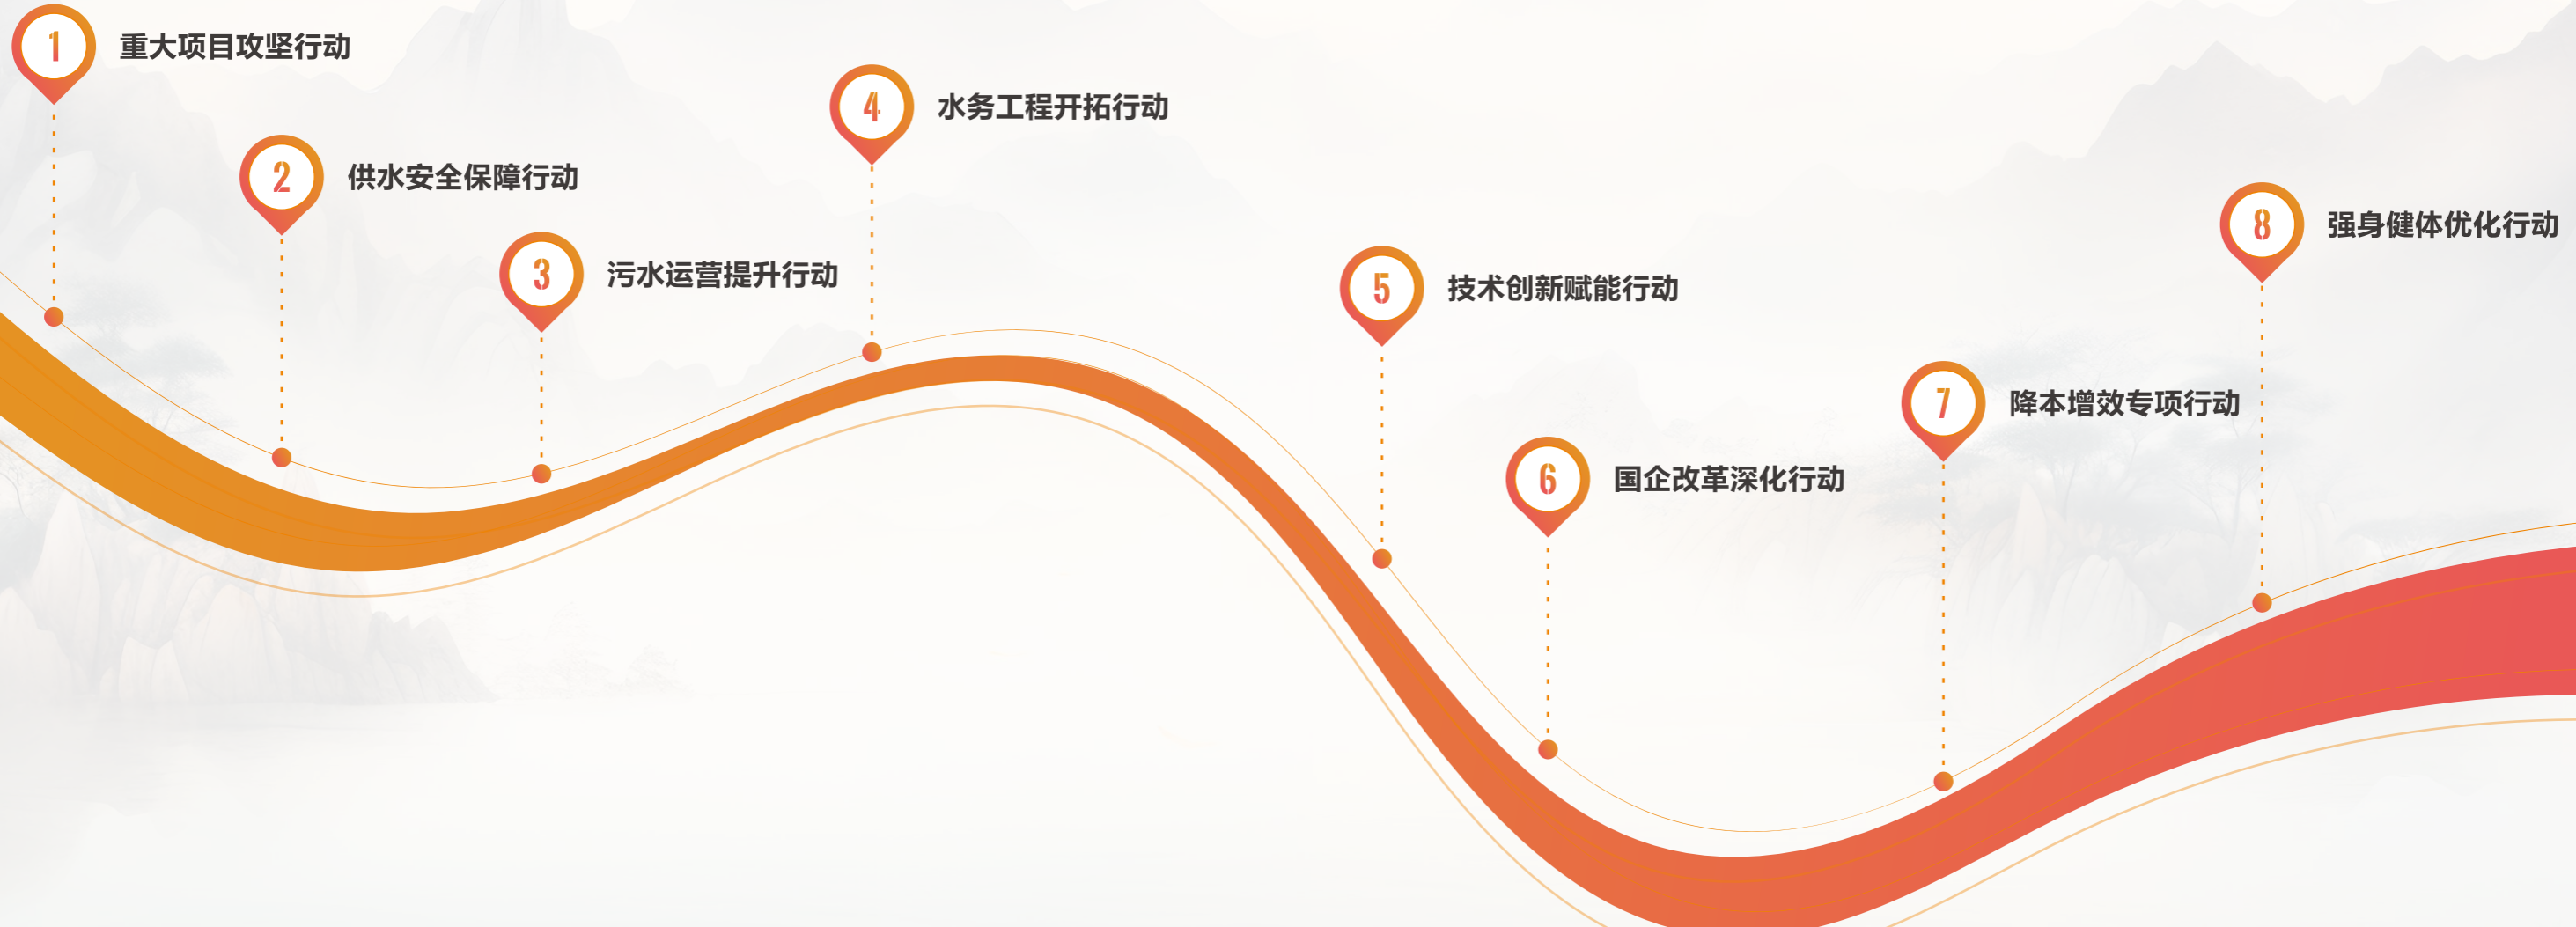 1 重大项目攻坚行动
2 供水安全保障行动
3 污水运营提升行动
4 水务工程开拓行动
5 技术创新赋能行动
6 国企改革深化行动
7 降本增效专项行动
8 强身健体优化行动